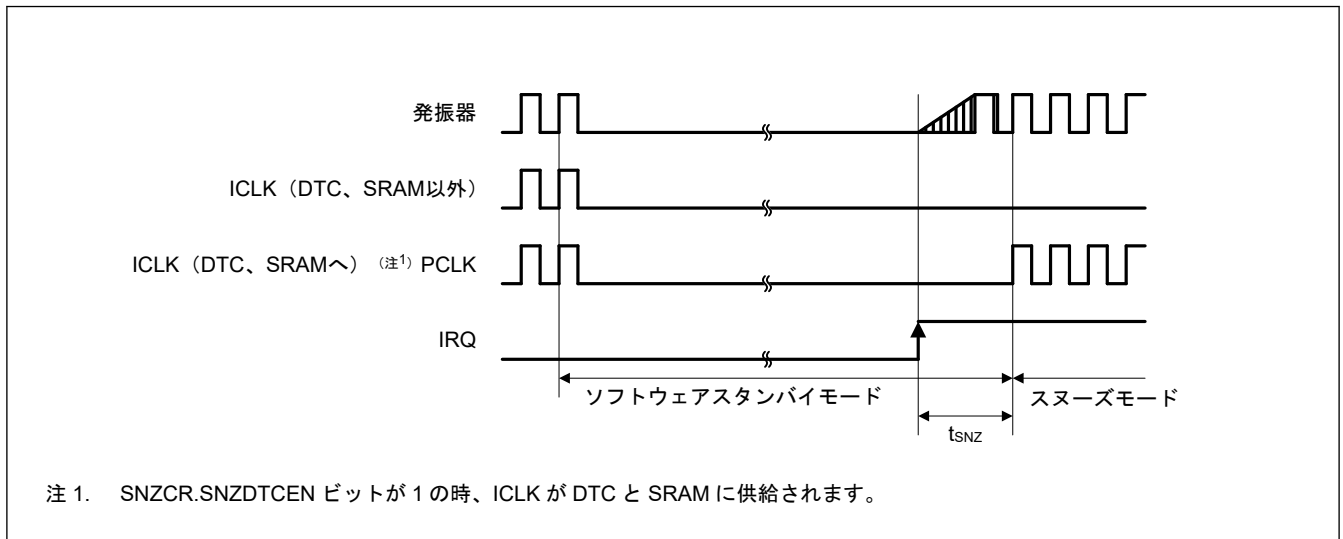 発振器
ICLK（DTC、SRAM以外）
ICLK（DTC、SRAMへ）（注1）PCLK
IRQ
ソフトウェアスタンバイモード
スヌーズモード
tSNZ
注 1. SNZCR.SNZDTCEN ビットが 1 の時、ICLK が DTC と SRAM に供給されます。